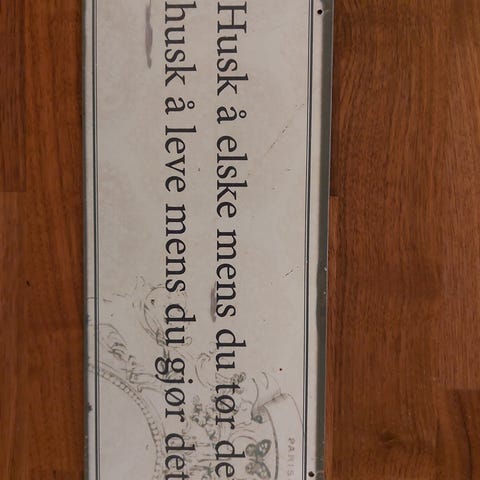 Husk å elske mens du tør de
husk å leve mens du gjør det
PARIS